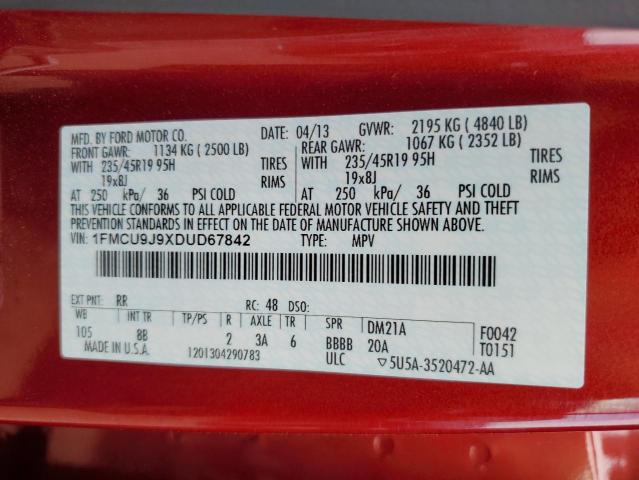 MFD. BY FORD MOTOR CO. DATE: 04/13 GVWR: 2195 KG ( 4840 LB)
FRONT GAWR: 1134 KG ( 2500 LB) REAR GAWR: 1067 KG ( 2352 LB)
WITH 235/45R19 95H TIRES WITH 235/45R19 95H TIRES
19x8J RIMS 19x8J RIMS
AT 250 kPa/ 36 PSI COLD AT 250 kPa/ 36 PSI COLD
THIS VEHICLE CONFORMS TO ALL APPLICABLE FEDERAL MOTOR VEHICLE SAFETY AND THEFT
PREVENTION STANDARDS IN EFFECT ON THE DATE OF MANUFACTURE SHOWN ABOVE.
VIN: 1FMCU9J9XDUD67842 TYPE: MPV
EXT PNT: RR RC: 48 DSO:
WB INT TR TP/PS R AXLE TR SPR DM21A F0042
105 8B 2 3A 6 BBBB 20A T0151
MADE IN U.S.A. 1201304290783 ULC ▽5U5A-3520472-AA